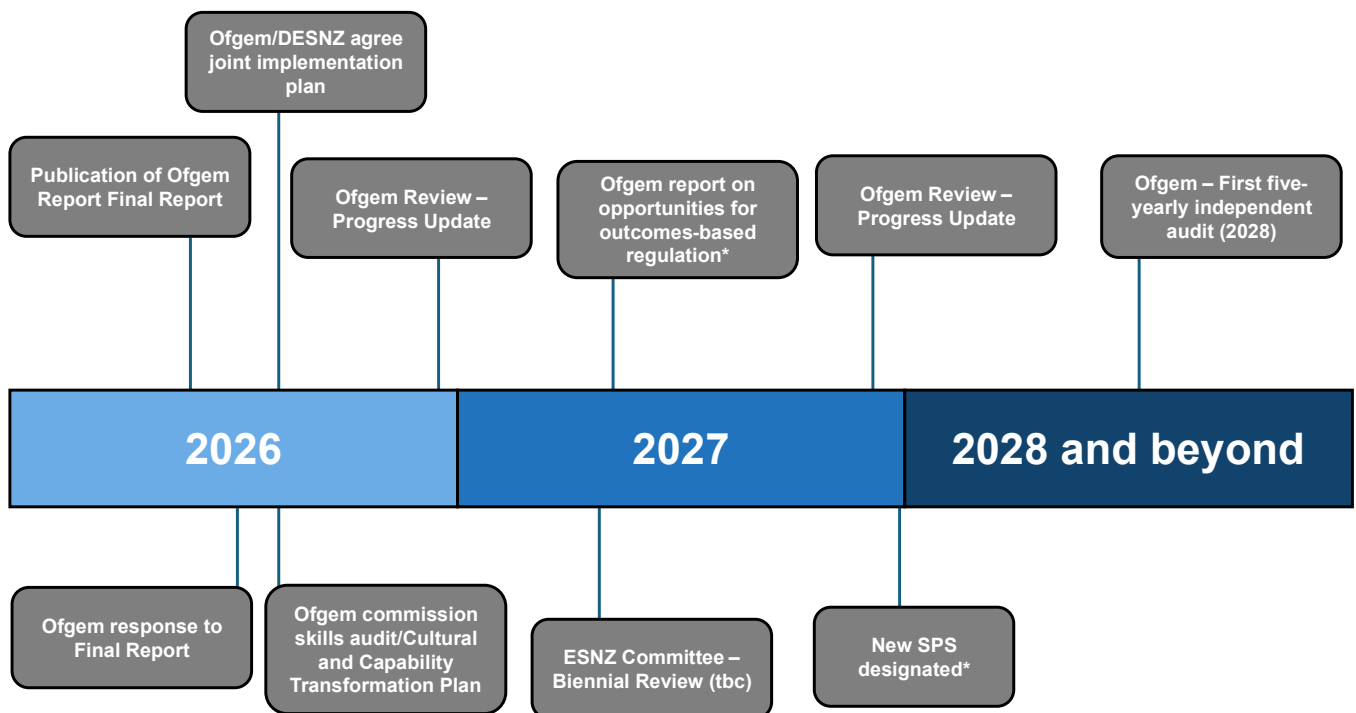 Ofgem/DESNZ agree
joint implementation
plan
Publication of Ofgem
Report Final Report
Ofgem Review –
Progress Update
Ofgem report on
opportunities for
outcomes-based
regulation*
Ofgem Review –
Progress Update
Ofgem – First five-
yearly independent
audit (2028)
2026
2027
2028 and beyond
Ofgem response to
Final Report
Ofgem commission
skills audit/Cultural
and Capability
Transformation Plan
ESNZ Committee –
Biennial Review (tbc)
New SPS
designated*